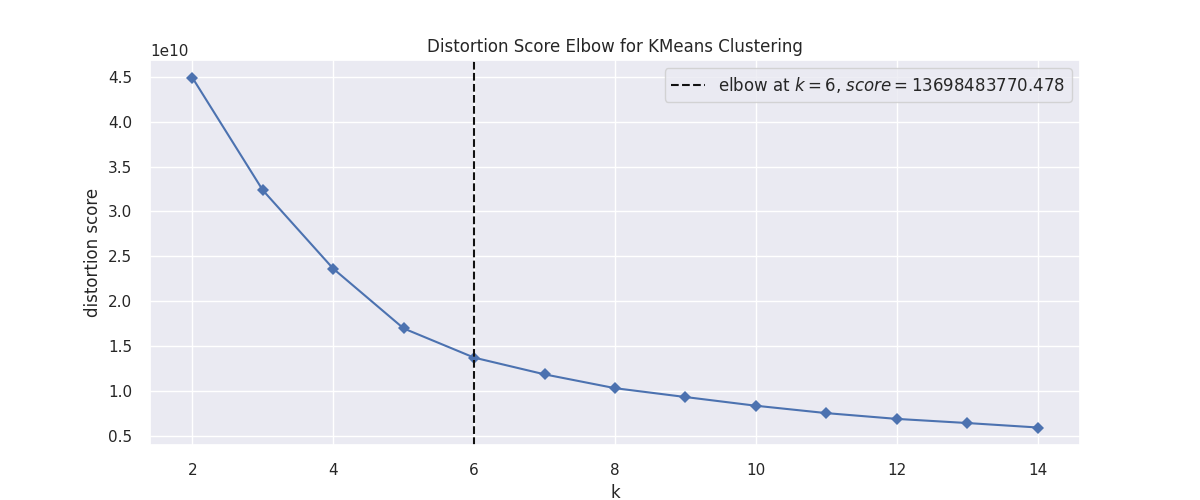 Distortion Score Elbow for KMeans Clustering
1e10
elbow at k = 6, score = 13698483770.478
4.5
4.0
3.5
3.0
2.5
2.0
1.5
1.0
0.5
distortion score
2 4 6 8 10 12 14
k